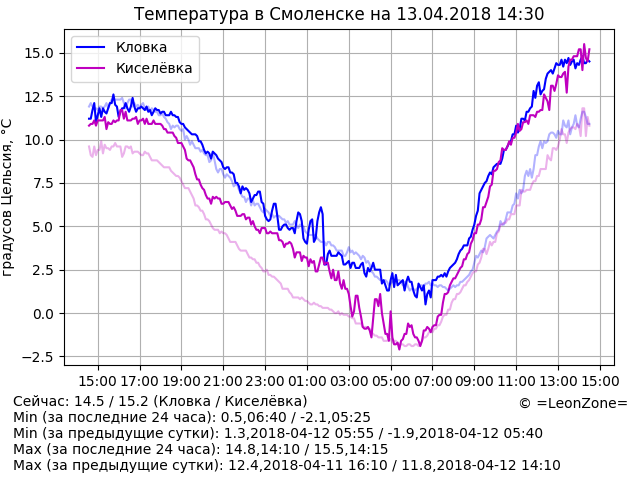 Температура в Смоленске на 13.04.2018 14:30
Кловка
Киселёвка
градусов Цельсия, °C
15.0
12.5
10.0
7.5
5.0
2.5
0.0
−2.5
15:00 17:00 19:00 21:00 23:00 01:00 03:00 05:00 07:00 09:00 11:00 13:00 15:00
Сейчас: 14.5 / 15.2 (Кловка / Киселёвка)
© =LeonZone=
Min (за последние 24 часа): 0.5,06:40 / -2.1,05:25
Min (за предыдущие сутки): 1.3,2018-04-12 05:55 / -1.9,2018-04-12 05:40
Max (за последние 24 часа): 14.8,14:10 / 15.5,14:15
Max (за предыдущие сутки): 12.4,2018-04-11 16:10 / 11.8,2018-04-12 14:10